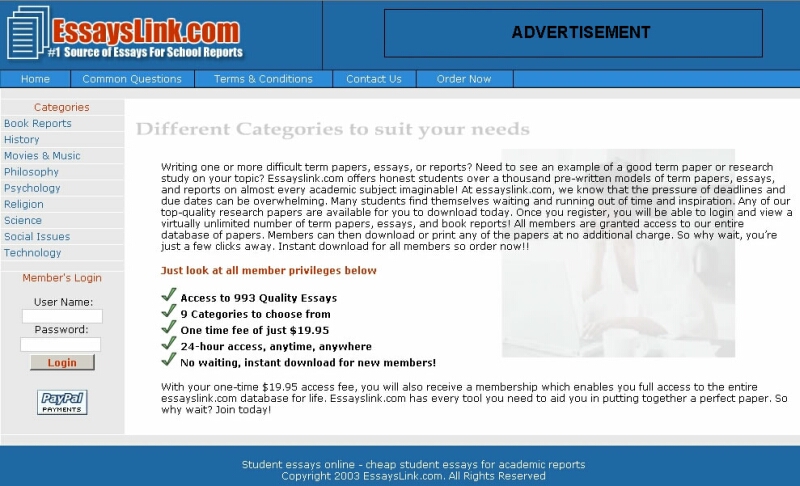 EssaysLink.com
#1 Source of Essays For School Reports
ADVERTISEMENT
Home Common Questions Terms & Conditions Contact Us Order Now
Categories
Book Reports
History
Movies & Music
Philosophy
Psychology
Religion
Science
Social Issues
Technology
Member's Login
User Name:
Password:
Login
PayPal
PAYMENTS
Different Categories to suit your needs
Writing one or more difficult term papers, essays, or reports? Need to see an example of a good term paper or research
study on your topic? Essayslink.com offers honest students over a thousand pre-written models of term papers, essays,
and reports on almost every academic subject imaginable! At essayslink.com, we know that the pressure of deadlines and
due dates can be overwhelming. Many students find themselves waiting and running out of time and inspiration. Any of our
top-quality research papers are available for you to download today. Once you register, you will be able to login and view a
virtually unlimited number of term papers, essays, and book reports! All members are granted access to our entire
database of papers. Members can then download or print any of the papers at no additional charge. So why wait, you're
just a few clicks away. Instant download for all members so order now!!
Just look at all member privileges below
Access to 993 Quality Essays
9 Categories to choose from
One time fee of just $19.95
24-hour access, anytime, anywhere
No waiting, instant download for new members!
With your one-time $19.95 access fee, you will also receive a membership which enables you full access to the entire
essayslink.com database for life. Essayslink.com has every tool you need to aid you in putting together a perfect paper. So
why wait? Join today!
Student essays online - cheap student essays for academic reports
Copyright 2003 EssaysLink.com. All Rights Reserved